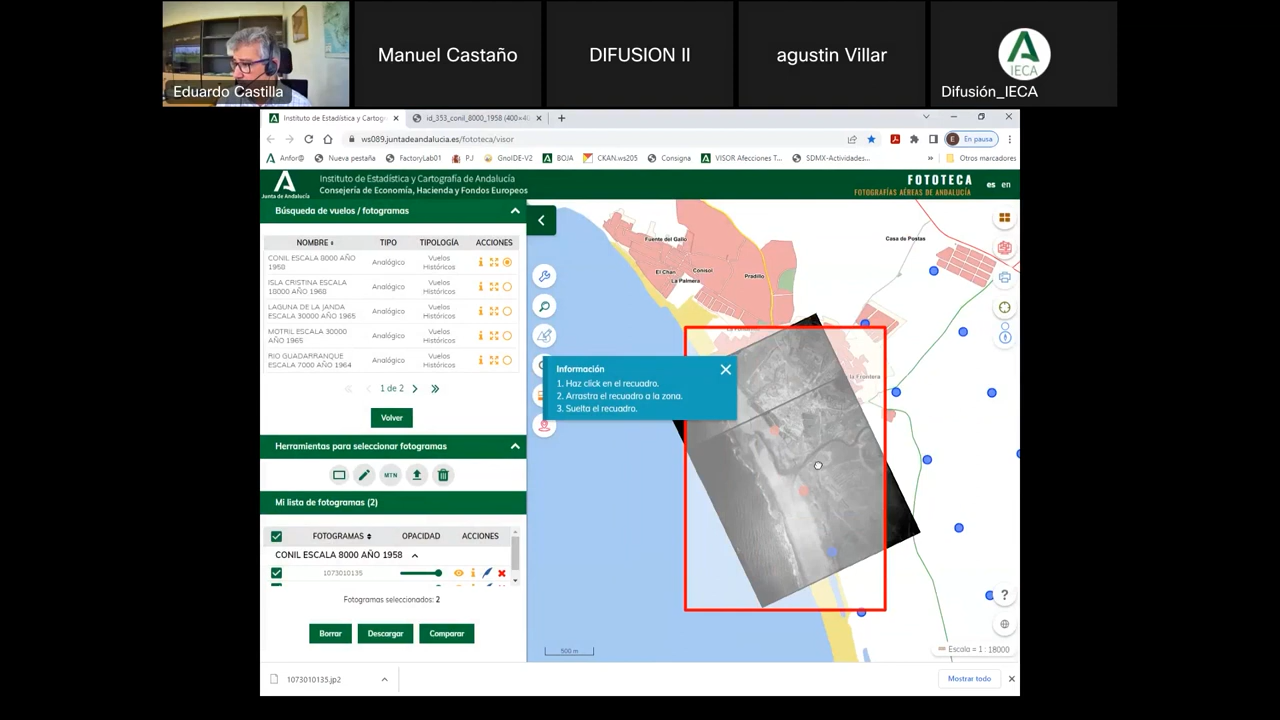 Eduardo Castilla
Manuel Castaño
DIFUSION II
agustin Villar
IECA
Difusión_IECA
Instituto de Estadística y Cartogr
id_353_conil_8000_1958 (400×4
ws089.juntadeandalucia.es/fototeca/visor
En pausa
Anfor@
Nueva pestaña
FactoryLab01
PJ
GnoIDE-V2
BOJA
CKAN.ws205
Consigna
VISOR Afecciones T...
SDMX-Actividades...
Otros marcadores
Junta de Andalucía
Instituto de Estadística y Cartografía de Andalucía
Consejería de Economía, Hacienda y Fondos Europeos
FOTOTECA
FOTOGRAFÍAS AÉREAS DE ANDALUCÍA
es en
Búsqueda de vuelos / fotogramas
NOMBRE TIPO TIPOLOGÍA ACCIONES
CONIL ESCALA 8000 AÑO 1958 Analógico Vuelos Históricos
ISLA CRISTINA ESCALA 18000 AÑO 1968 Analógico Vuelos Históricos
LAGUNA DE LA JANDA ESCALA 30000 AÑO 1965 Analógico Vuelos Históricos
MOTRIL ESCALA 30000 AÑO 1965 Analógico Vuelos Históricos
RIO GUADARRANQUE ESCALA 7000 AÑO 1964 Analógico Vuelos Históricos
1 de 2
Volver
Herramientas para seleccionar fotogramas
MTN
Mi lista de fotogramas (2)
FOTOGRAMAS OPACIDAD ACCIONES
CONIL ESCALA 8000 AÑO 1958
1073010135
Fotogramas seleccionados: 2
Borrar Descargar Comparar
Fuente del Gallo
El Chan
Conisol
La Palmera
Pradillo
Casa de Postas
la Frontera
Información
1. Haz click en el recuadro.
2. Arrastra el recuadro a la zona.
3. Suelta el recuadro.
500 m
?
Escala = 1 : 18000
1073010135.jp2
Mostrar todo